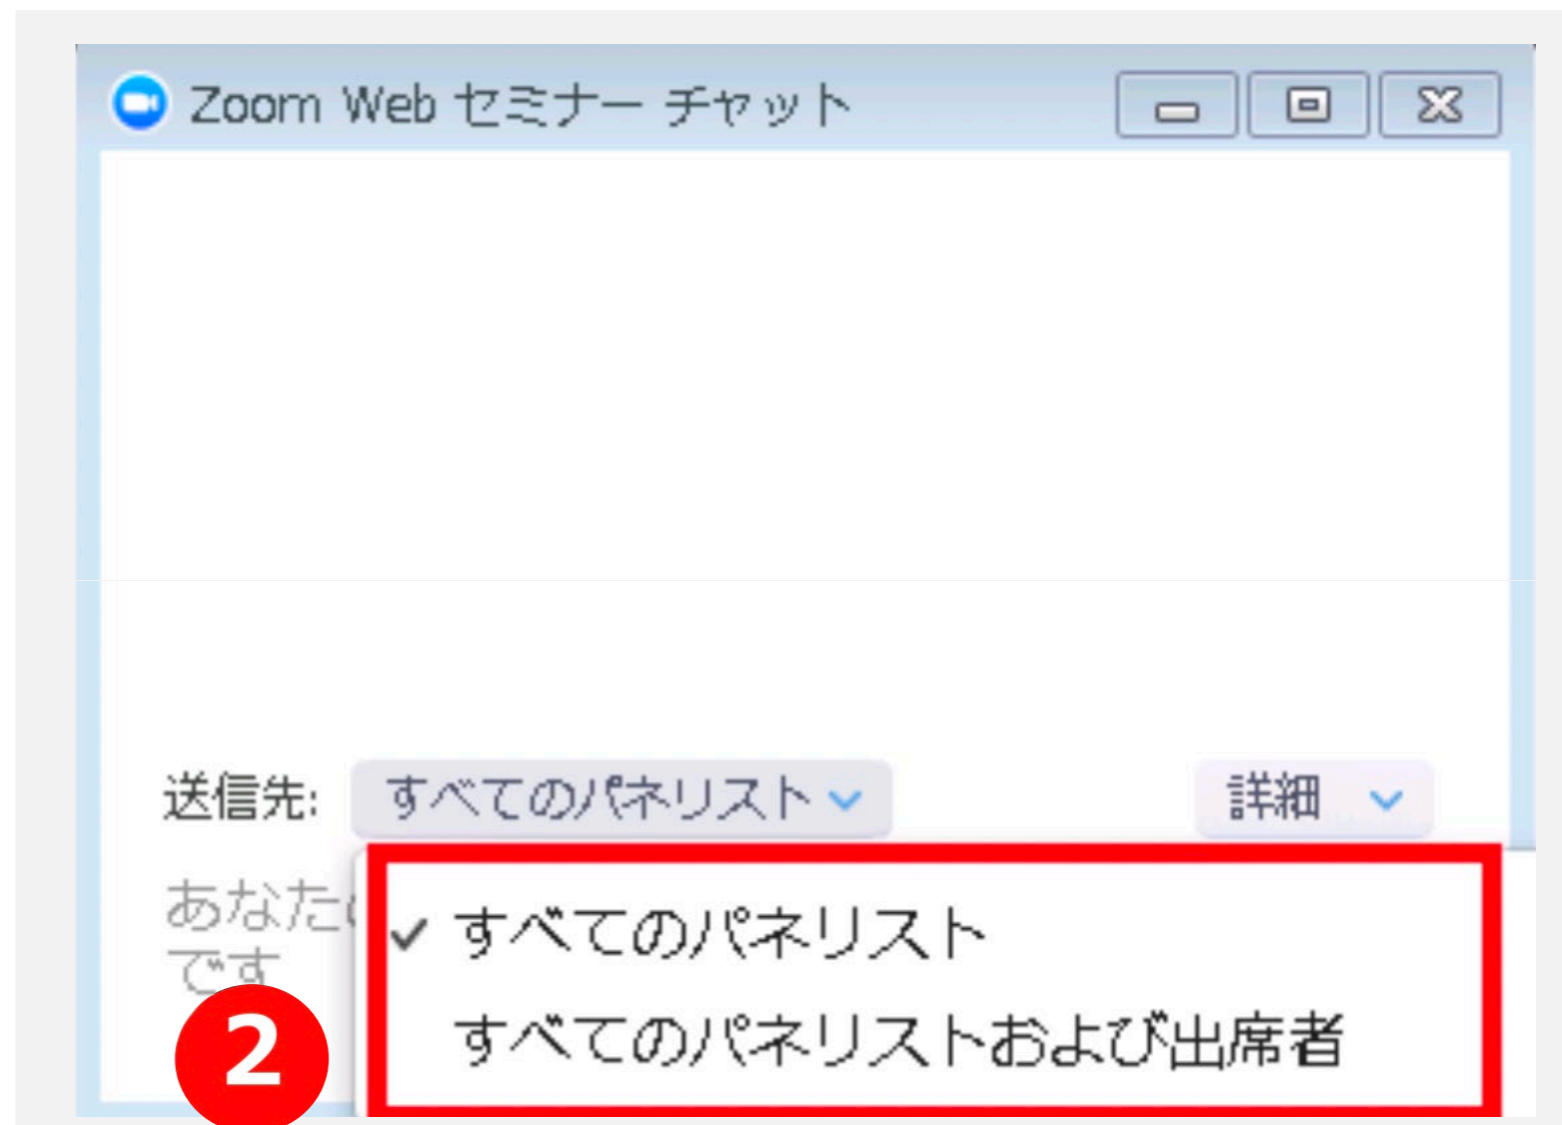 Zoom Web セミナー チャット
送信先: すべてのパネリスト 詳細
あなた
です
すべてのパネリスト
すべてのパネリストおよび出席者
2